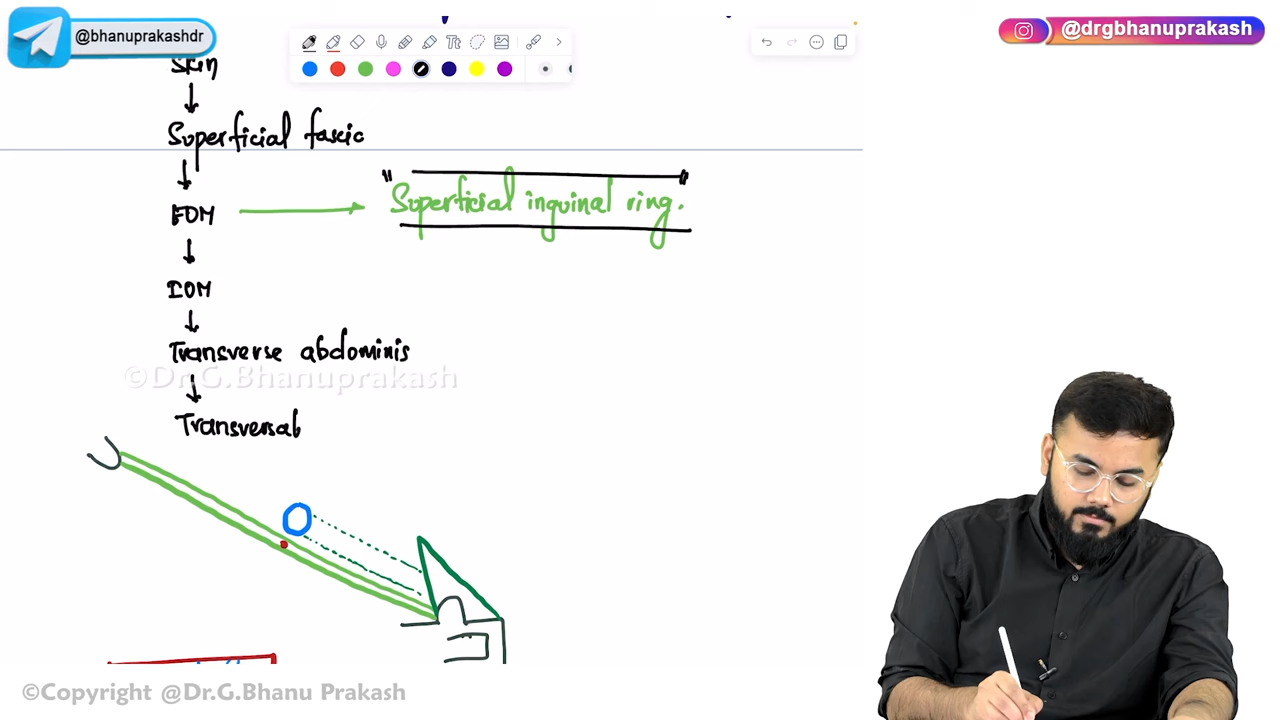 @bhanuprakashdr
@drgbhanuprakash
Skin
Superficial fascia
EOM
"Superficial inguinal ring."
IOM
Transverse abdominis
©Dr.G.Bhanuprakash
Transversal
©Copyright @Dr.G.Bhanu Prakash